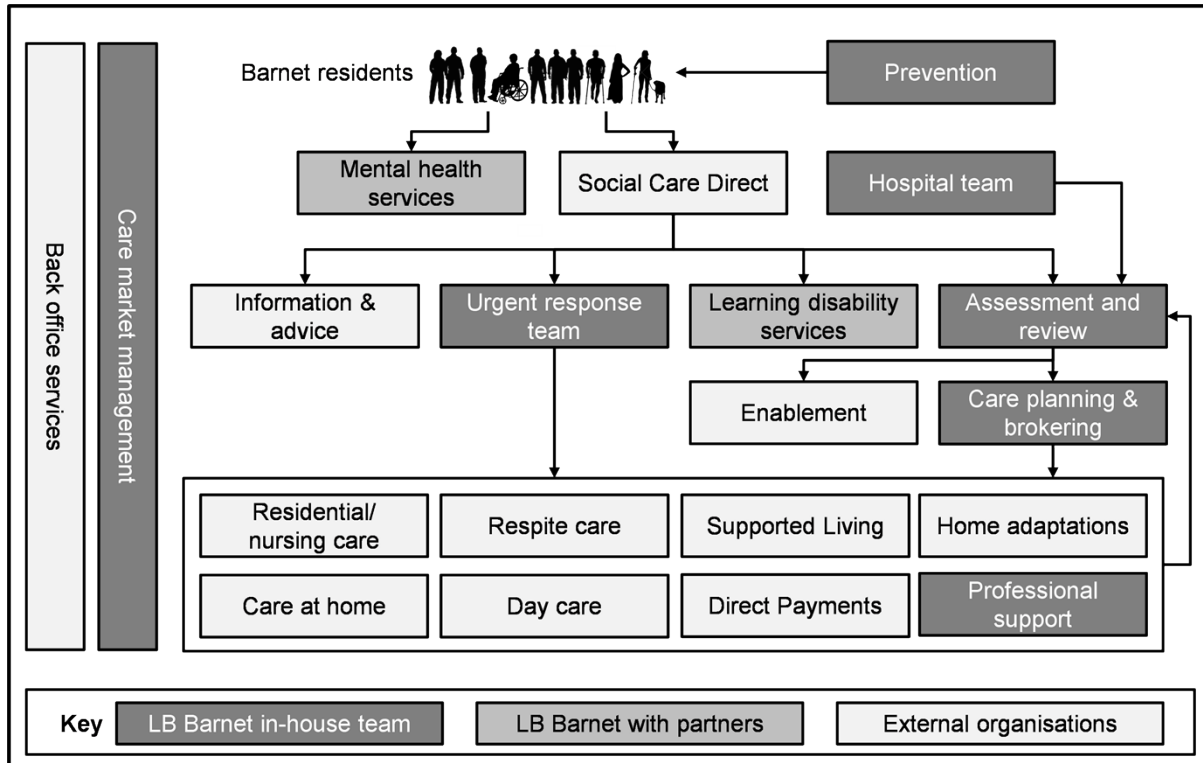 Barnet residents
Prevention
Mental health
services
Social Care Direct
Hospital team
Back office services
Care market management
Information &
advice
Urgent response
team
Learning disability
services
Assessment and
review
Enablement
Care planning &
brokering
Residential/
nursing care
Respite care
Supported Living
Home adaptations
Care at home
Day care
Direct Payments
Professional
support
Key
LB Barnet in-house team
LB Barnet with partners
External organisations